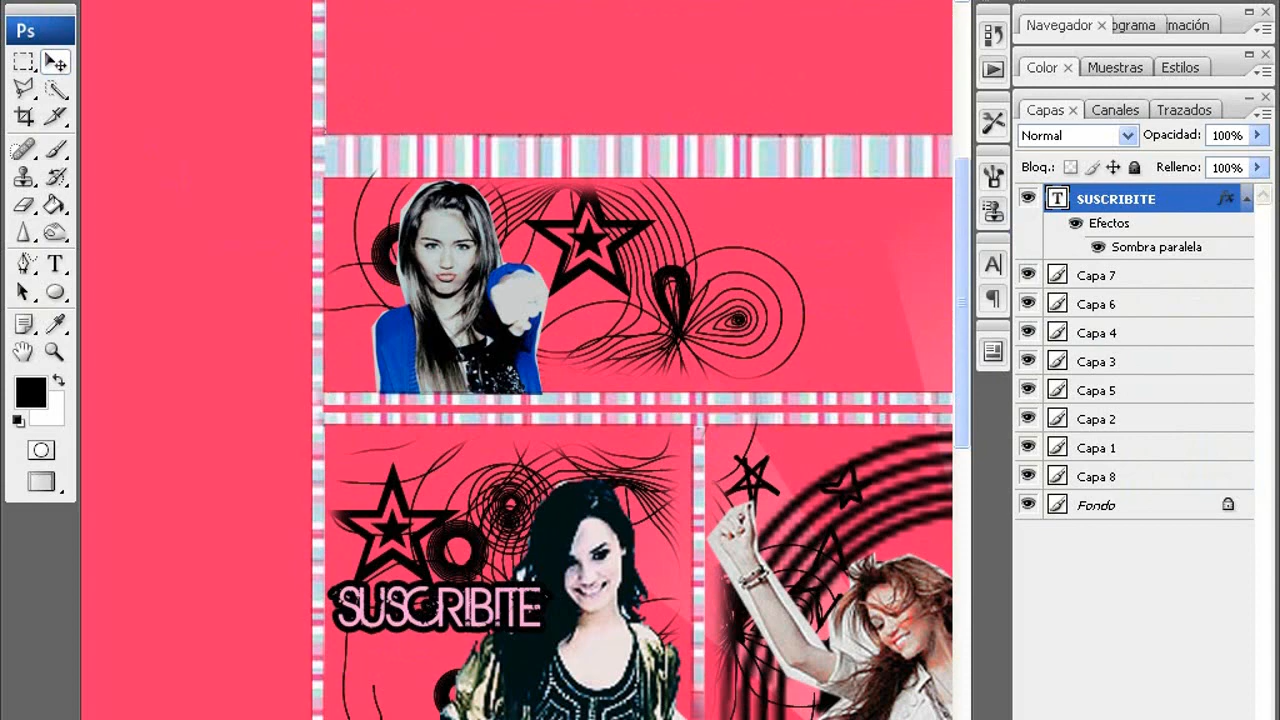 Ps
Navegador × ograma mación
Color × Muestras Estilos
Capas × Canales Trazados
Normal Opacidad: 100%
Bloq.: Relleno: 100%
T SUSCRIBITE fx
Efectos
Sombra paralela
Capa 7
Capa 6
Capa 4
Capa 3
Capa 5
Capa 2
Capa 1
Capa 8
Fondo
SUSCRIBITE